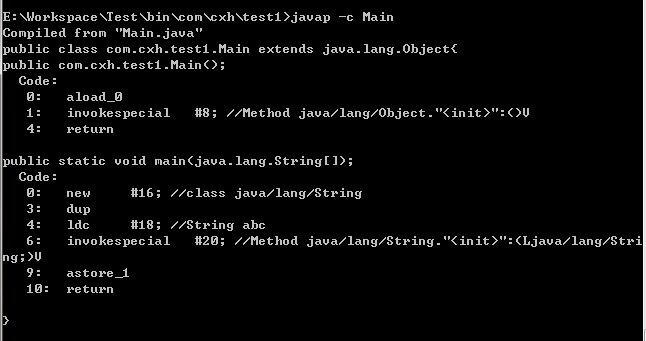 E:\Workspace\Test\bin\com\cxh\test1>javap -c Main
Compiled from "Main.java"
public class com.cxh.test1.Main extends java.lang.Object{
public com.cxh.test1.Main();
  Code:
   0:   aload_0
   1:   invokespecial   #8; //Method java/lang/Object."<init>":()V
   4:   return

public static void main(java.lang.String[]);
  Code:
   0:   new     #16; //class java/lang/String
   3:   dup
   4:   ldc     #18; //String abc
   6:   invokespecial   #20; //Method java/lang/String."<init>":(Ljava/lang/Stri
ng;)V
   9:   astore_1
   10:  return

}